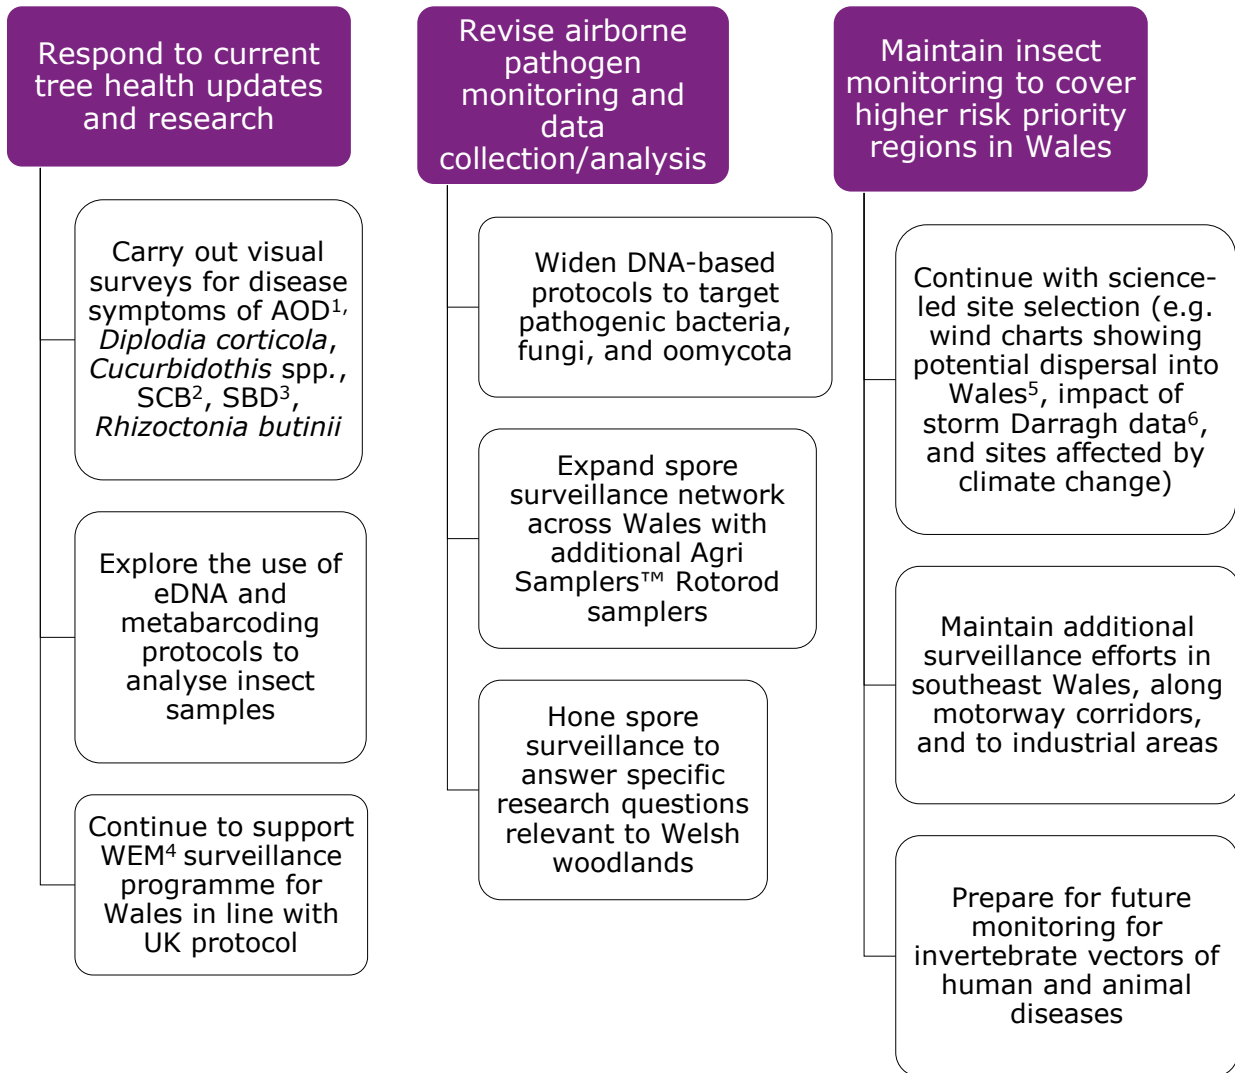 Respond to current
tree health updates
and research
Carry out visual
surveys for disease
symptoms of AOD¹,
Diplodia corticola,
Cucurbidothis spp.,
SCB², SBD³,
Rhizoctonia butinii
Explore the use of
eDNA and
metabarcoding
protocols to
analyse insect
samples
Continue to support
WEM⁴ surveillance
programme for
Wales in line with
UK protocol
Revise airborne
pathogen
monitoring and
data
collection/analysis
Widen DNA-based
protocols to target
pathogenic bacteria,
fungi, and oomycota
Expand spore
surveillance network
across Wales with
additional Agri
Samplers™ Rotorod
samplers
Hone spore
surveillance to
answer specific
research questions
relevant to Welsh
woodlands
Maintain insect
monitoring to cover
higher risk priority
regions in Wales
Continue with science-
led site selection (e.g.
wind charts showing
potential dispersal into
Wales⁵, impact of
storm Darragh data⁶,
and sites affected by
climate change)
Maintain additional
surveillance efforts in
southeast Wales, along
motorway corridors,
and to industrial areas
Prepare for future
monitoring for
invertebrate vectors of
human and animal
diseases